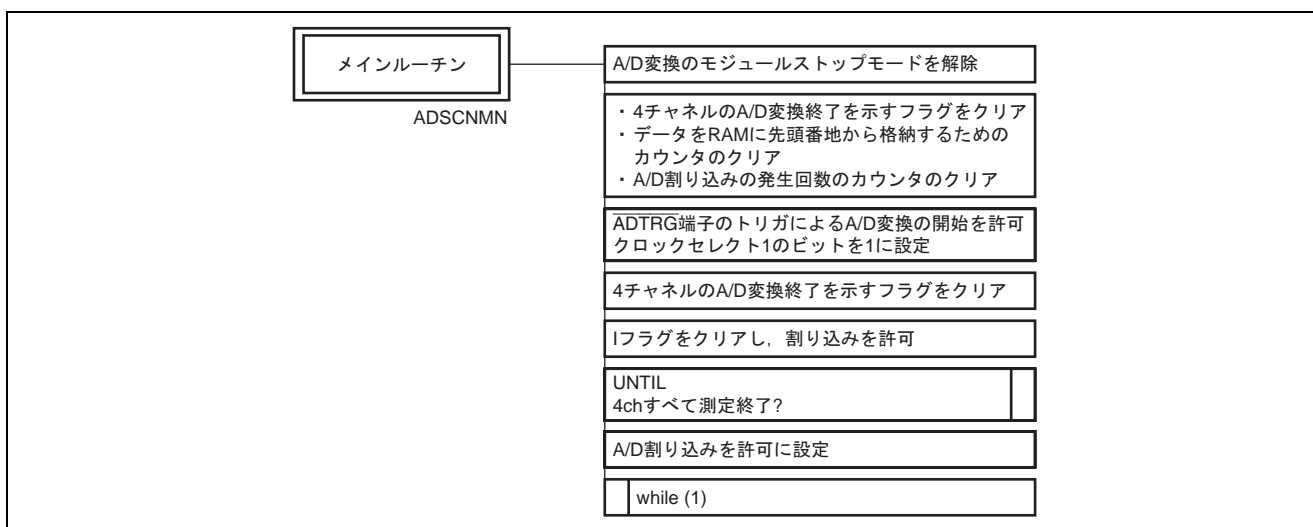 メインルーチン
ADSCNMN
A/D変換のモジュールストップモードを解除
・4チャネルのA/D変換終了を示すフラグをクリア
・データをRAMに先頭番地から格納するための
カウンタのクリア
・A/D割り込みの発生回数のカウンタのクリア
ADTRG端子のトリガによるA/D変換の開始を許可
クロックセレクト1のビットを1に設定
4チャネルのA/D変換終了を示すフラグをクリア
Iフラグをクリアし，割り込みを許可
UNTIL
4chすべて測定終了?
A/D割り込みを許可に設定
while (1)